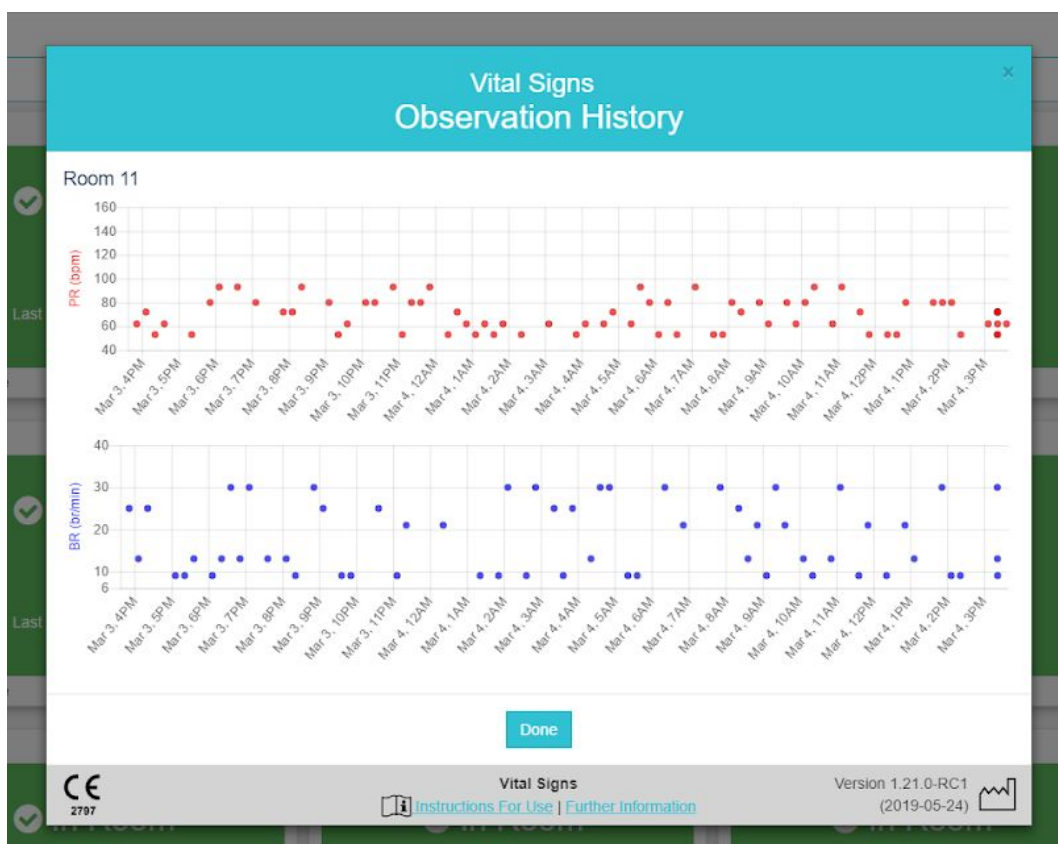 Vital Signs
×
Observation History
Room 11
PR (bpm)
160
140
120
100
80
60
40
Mar 3, 4PM
Mar 3, 5PM
Mar 3, 6PM
Mar 3, 7PM
Mar 3, 8PM
Mar 3, 9PM
Mar 3, 10PM
Mar 3, 11PM
Mar 4, 12AM
Mar 4, 1AM
Mar 4, 2AM
Mar 4, 3AM
Mar 4, 4AM
Mar 4, 5AM
Mar 4, 6AM
Mar 4, 7AM
Mar 4, 8AM
Mar 4, 9AM
Mar 4, 10AM
Mar 4, 11AM
Mar 4, 12PM
Mar 4, 1PM
Mar 4, 2PM
Mar 4, 3PM
BR (br/min)
40
30
20
10
6
Mar 3, 4PM
Mar 3, 5PM
Mar 3, 6PM
Mar 3, 7PM
Mar 3, 8PM
Mar 3, 9PM
Mar 3, 10PM
Mar 3, 11PM
Mar 4, 12AM
Mar 4, 1AM
Mar 4, 2AM
Mar 4, 3AM
Mar 4, 4AM
Mar 4, 5AM
Mar 4, 6AM
Mar 4, 7AM
Mar 4, 8AM
Mar 4, 9AM
Mar 4, 10AM
Mar 4, 11AM
Mar 4, 12PM
Mar 4, 1PM
Mar 4, 2PM
Mar 4, 3PM
Last
Last
Done
CE
2797
Vital Signs
i Instructions For Use | Further Information
Version 1.21.0-RC1
(2019-05-24)
In Room
In Room
In Room